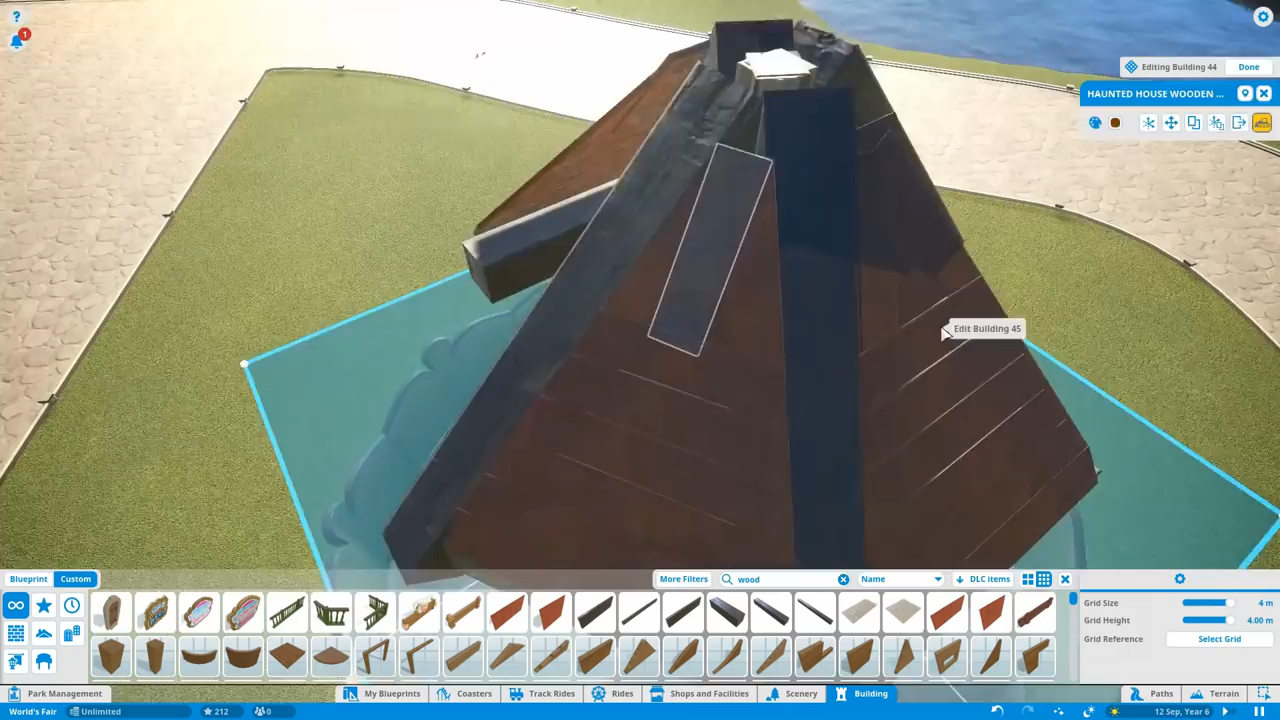 ?
1
Editing Building 44
Done
HAUNTED HOUSE WOODEN ...
Edit Building 45
Blueprint
Custom
More Filters
wood
Name
DLC items
Grid Size
4 m
Grid Height
4.00 m
Grid Reference
Select Grid
Park Management
My Blueprints
Coasters
Track Rides
Rides
Shops and Facilities
Scenery
Building
Paths
Terrain
World's Fair
Unlimited
212
0
12 Sep, Year 6